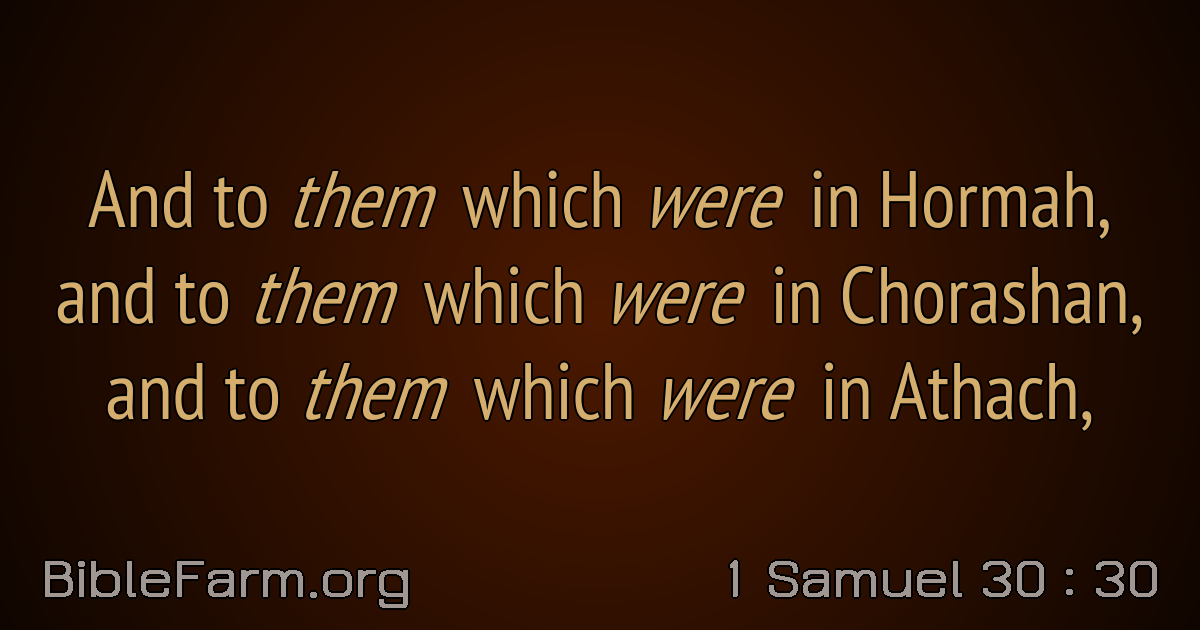 And to them which were in Hormah,
and to them which were in Chorashan,
and to them which were in Athach,
BibleFarm.org
1 Samuel 30 : 30